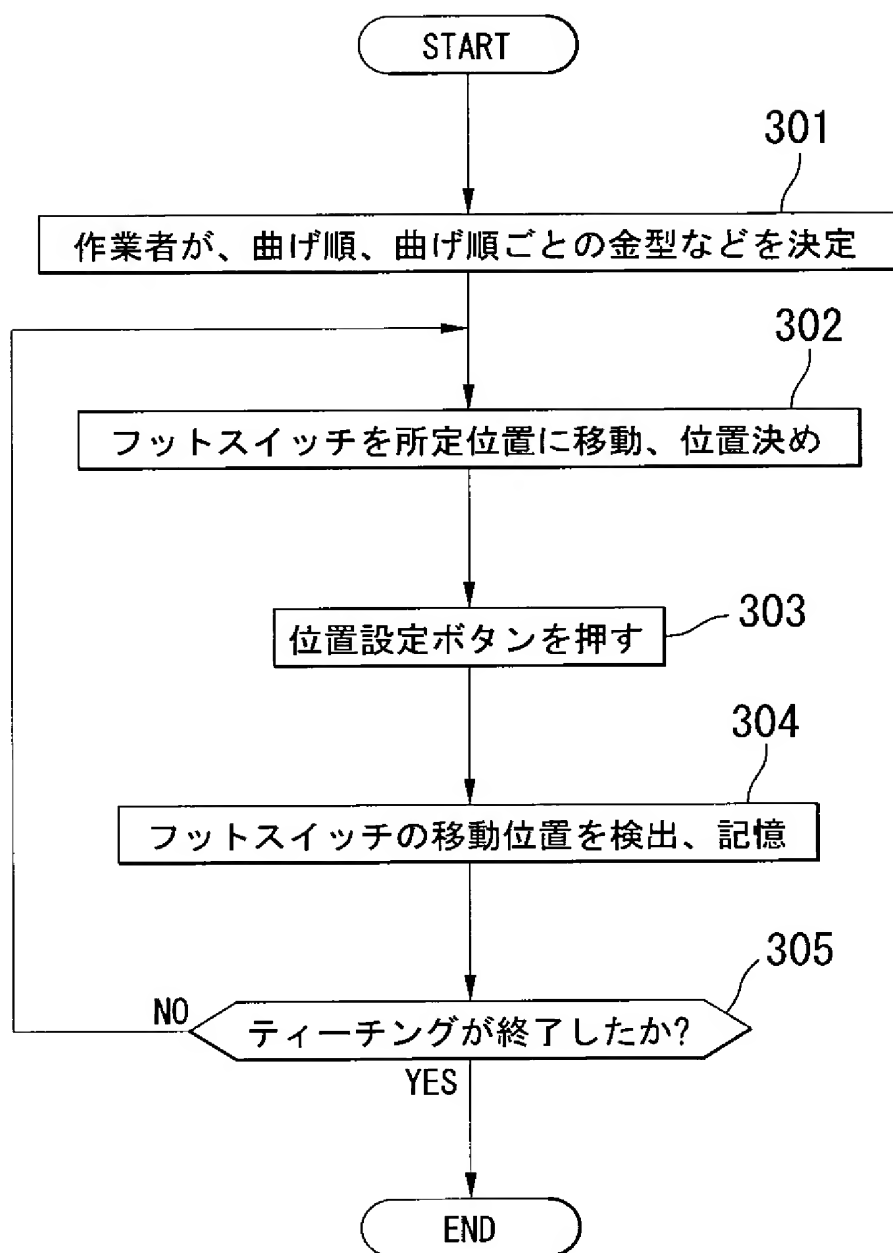 START
301
作業者が、曲げ順、曲げ順ごとの金型などを決定
302
フットスイッチを所定位置に移動、位置決め
303
位置設定ボタンを押す
304
フットスイッチの移動位置を検出、記憶
305
NO
ティーチングが終了したか?
YES
END